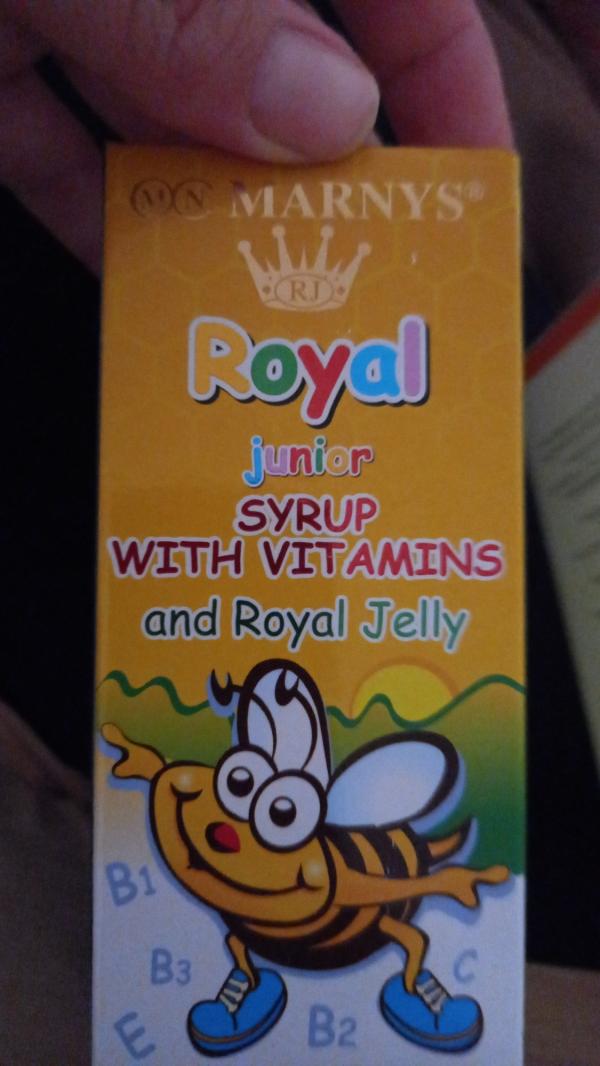 MN MARNYS®
RJ
Royal
junior
SYRUP
WITH VITAMINS
and Royal Jelly
B1
B3
C
E
B2